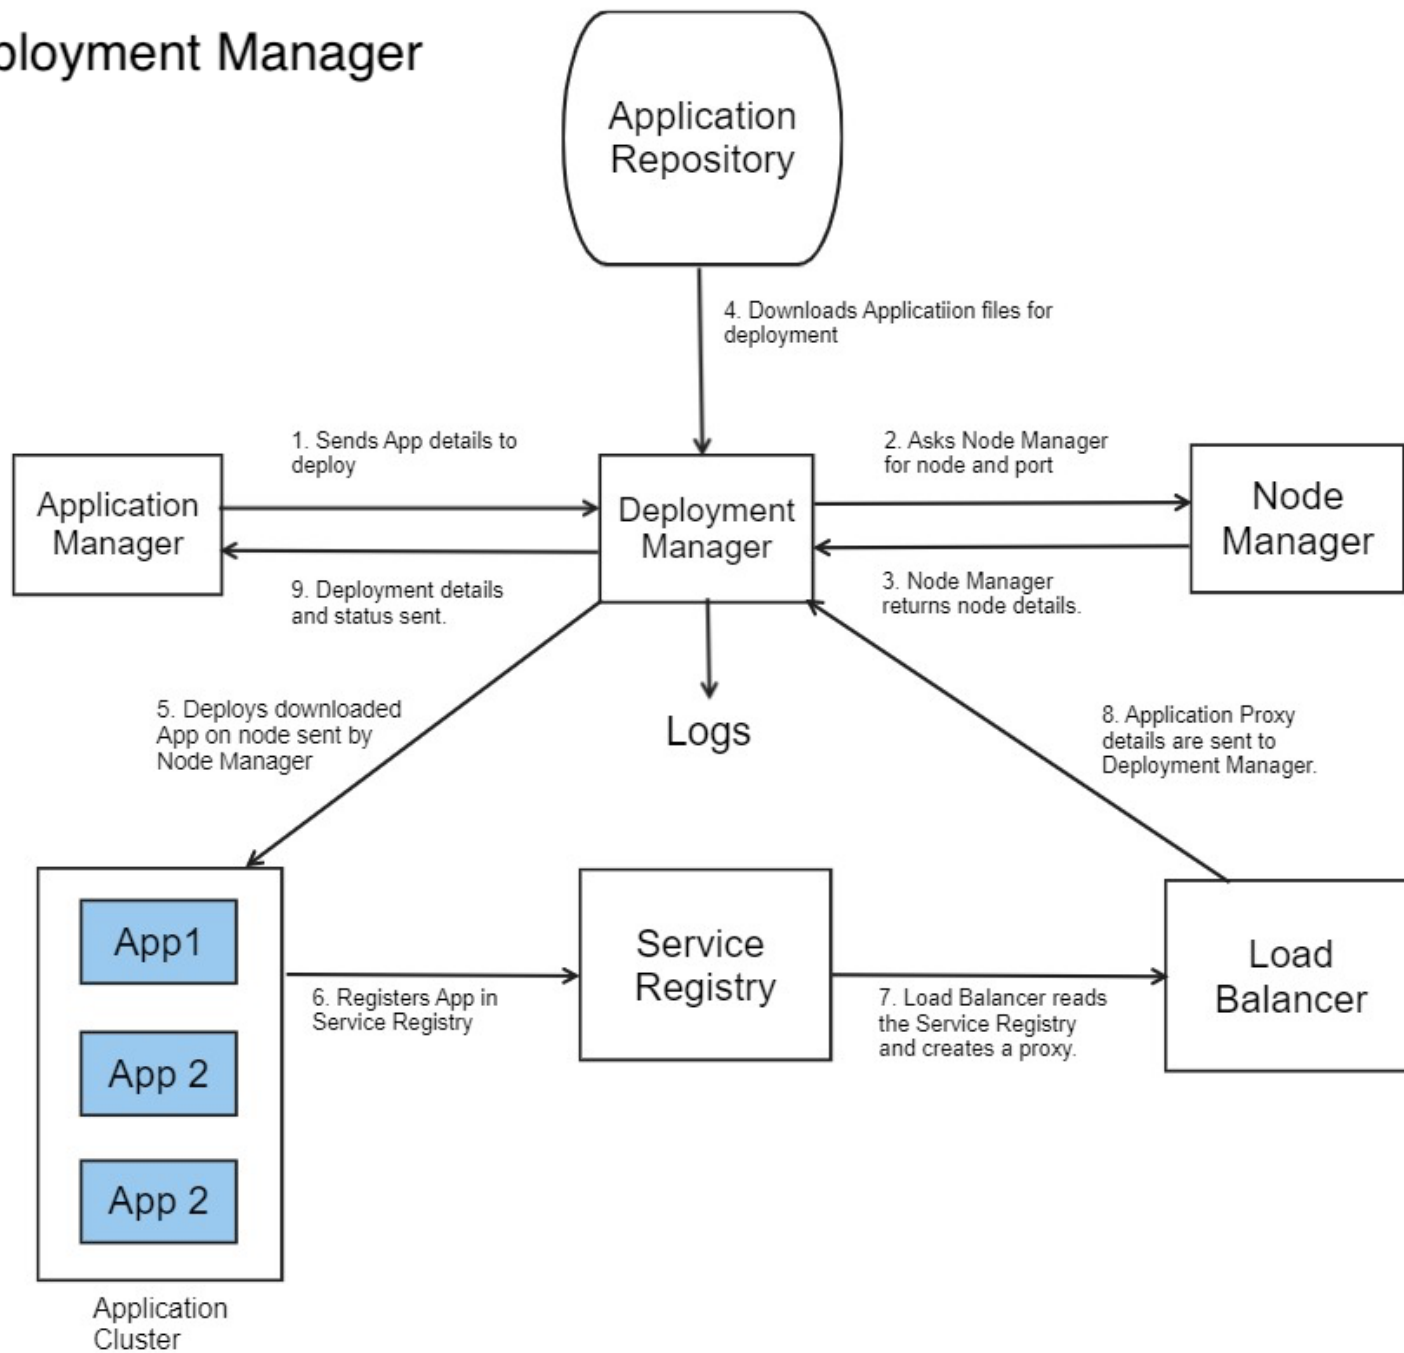 ployment Manager
Application
Repository
4. Downloads Applicatiion files for
deployment
1. Sends App details to
deploy
2. Asks Node Manager
for node and port
Application
Manager
Deployment
Manager
Node
Manager
9. Deployment details
and status sent.
3. Node Manager
returns node details.
5. Deploys downloaded
App on node sent by
Node Manager
Logs
8. Application Proxy
details are sent to
Deployment Manager.
App1
App 2
App 2
6. Registers App in
Service Registry
Service
Registry
7. Load Balancer reads
the Service Registry
and creates a proxy.
Load
Balancer
Application
Cluster